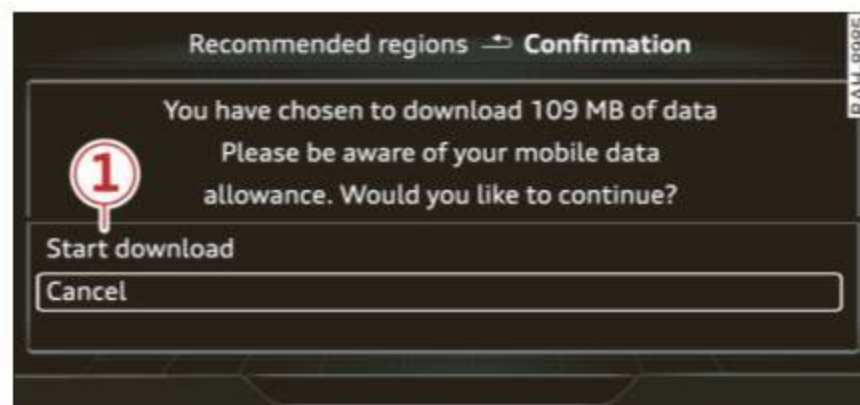 Recommended regions Confirmation
You have chosen to download 109 MB of data
Please be aware of your mobile data
allowance. Would you like to continue?
1
Start download
Cancel